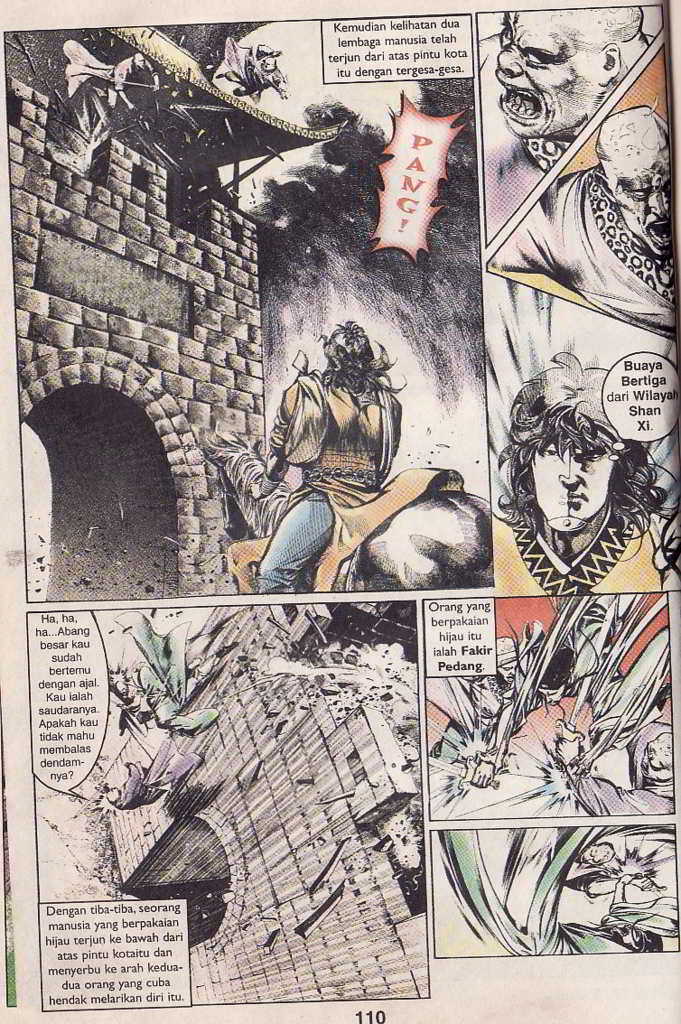 Kemudian kelihatan dua
lembaga manusia telah
terjun dari atas pintu kota
itu dengan tergesa-gesa.
PANG!
Buaya
Bertiga
dari Wilayah
Shan
Xi.
Ha, ha,
ha...Abang
besar kau
sudah
bertemu
dengan ajal.
Kau ialah
saudaranya.
Apakah kau
tidak mahu
membalas
dendam-
nya?
Orang yang
berpakaian
hijau itu
ialah Fakir
Pedang.
Dengan tiba-tiba, seorang
manusia yang berpakaian
hijau terjun ke bawah dari
atas pintu kotaitu dan
menyerbu ke arah kedua-
dua orang yang cuba
hendak melarikan diri itu.
110